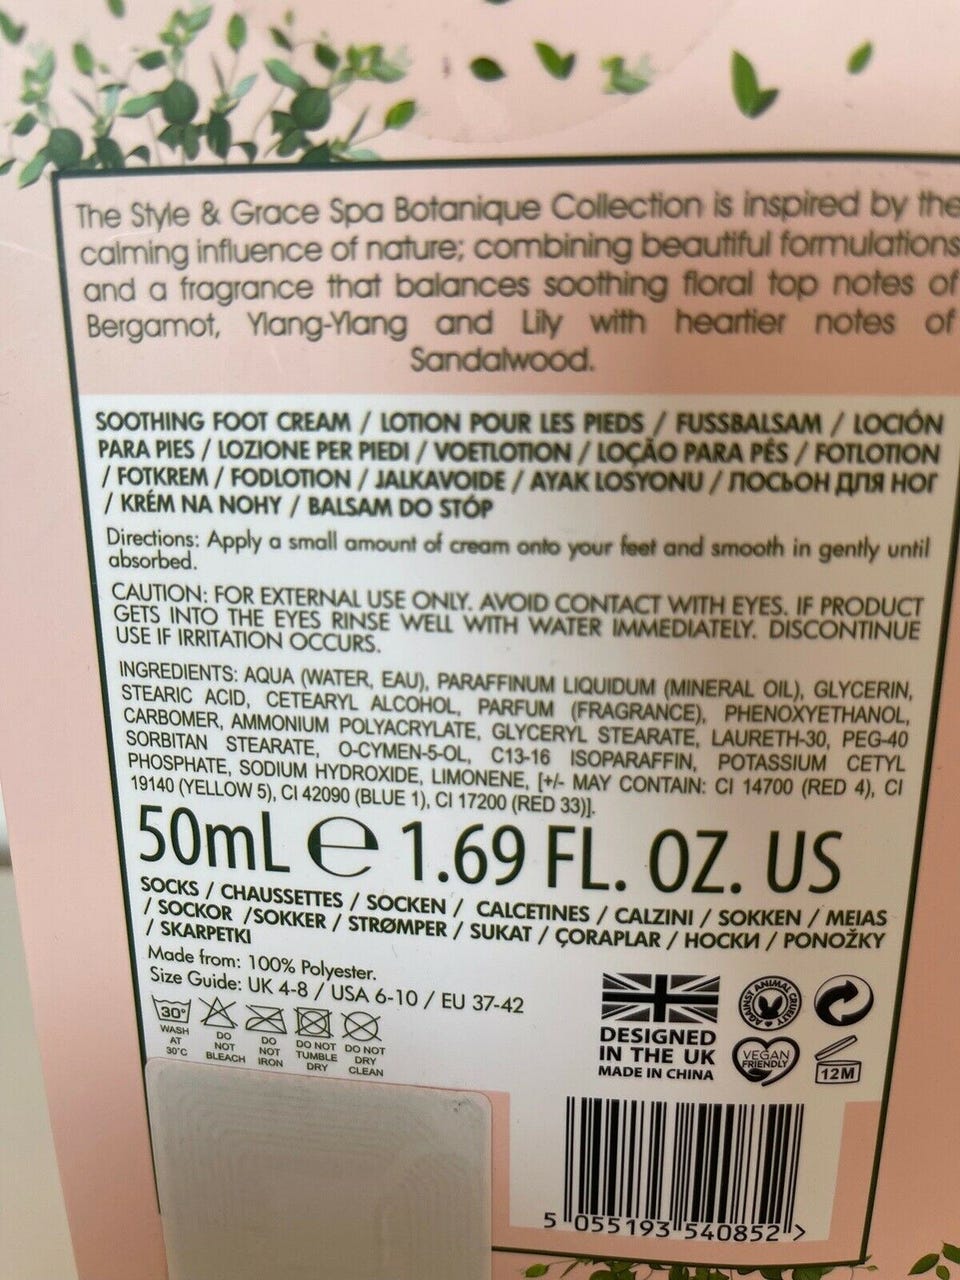 The Style & Grace Spa Botanique Collection is inspired by the
calming influence of nature; combining beautiful formulations
and a fragrance that balances soothing floral top notes of
Bergamot, Ylang-Ylang and Lily with heartier notes of
Sandalwood.
SOOTHING FOOT CREAM / LOTION POUR LES PIEDS / FUSSBALSAM / LOCIÓN
PARA PIES / LOZIONE PER PIEDI / VOETLOTION / LOÇÃO PARA PÉS / FOTLOTION
/ FOTKREM / FODLOTION / JALKAVOIDE / AYAK LOSYONU / ЛОСЬОН ДЛЯ НОГ
/ KRÉM NA NOHY / BALSAM DO STÓP
Directions: Apply a small amount of cream onto your feet and smooth in gently until
absorbed.
CAUTION: FOR EXTERNAL USE ONLY. AVOID CONTACT WITH EYES. IF PRODUCT
GETS INTO THE EYES RINSE WELL WITH WATER IMMEDIATELY. DISCONTINUE
USE IF IRRITATION OCCURS.
INGREDIENTS: AQUA (WATER, EAU), PARAFFINUM LIQUIDUM (MINERAL OIL), GLYCERIN,
STEARIC ACID, CETEARYL ALCOHOL, PARFUM (FRAGRANCE), PHENOXYETHANOL,
CARBOMER, AMMONIUM POLYACRYLATE, GLYCERYL STEARATE, LAURETH-30, PEG-40
SORBITAN STEARATE, O-CYMEN-5-OL, C13-16 ISOPARAFFIN, POTASSIUM CETYL
PHOSPHATE, SODIUM HYDROXIDE, LIMONENE, [+/- MAY CONTAIN: CI 14700 (RED 4), CI
19140 (YELLOW 5), CI 42090 (BLUE 1), CI 17200 (RED 33)].
50mL ℮ 1.69 FL. OZ. US
SOCKS / CHAUSSETTES / SOCKEN / CALCETINES / CALZINI / SOKKEN / MEIAS
/ SOCKOR /SOKKER / STRØMPER / SUKAT / ÇORAPLAR / НОСКИ / PONOŽKY
/ SKARPETKI
Made from: 100% Polyester.
Size Guide: UK 4-8 / USA 6-10 / EU 37-42
30°
WASH AT 30°C
DO NOT BLEACH
DO NOT IRON
DO NOT TUMBLE DRY
DO NOT DRY CLEAN
DESIGNED
IN THE UK
MADE IN CHINA
AGAINST ANIMAL CRUELTY
VEGAN
FRIENDLY
12M
5 055193 540852 >